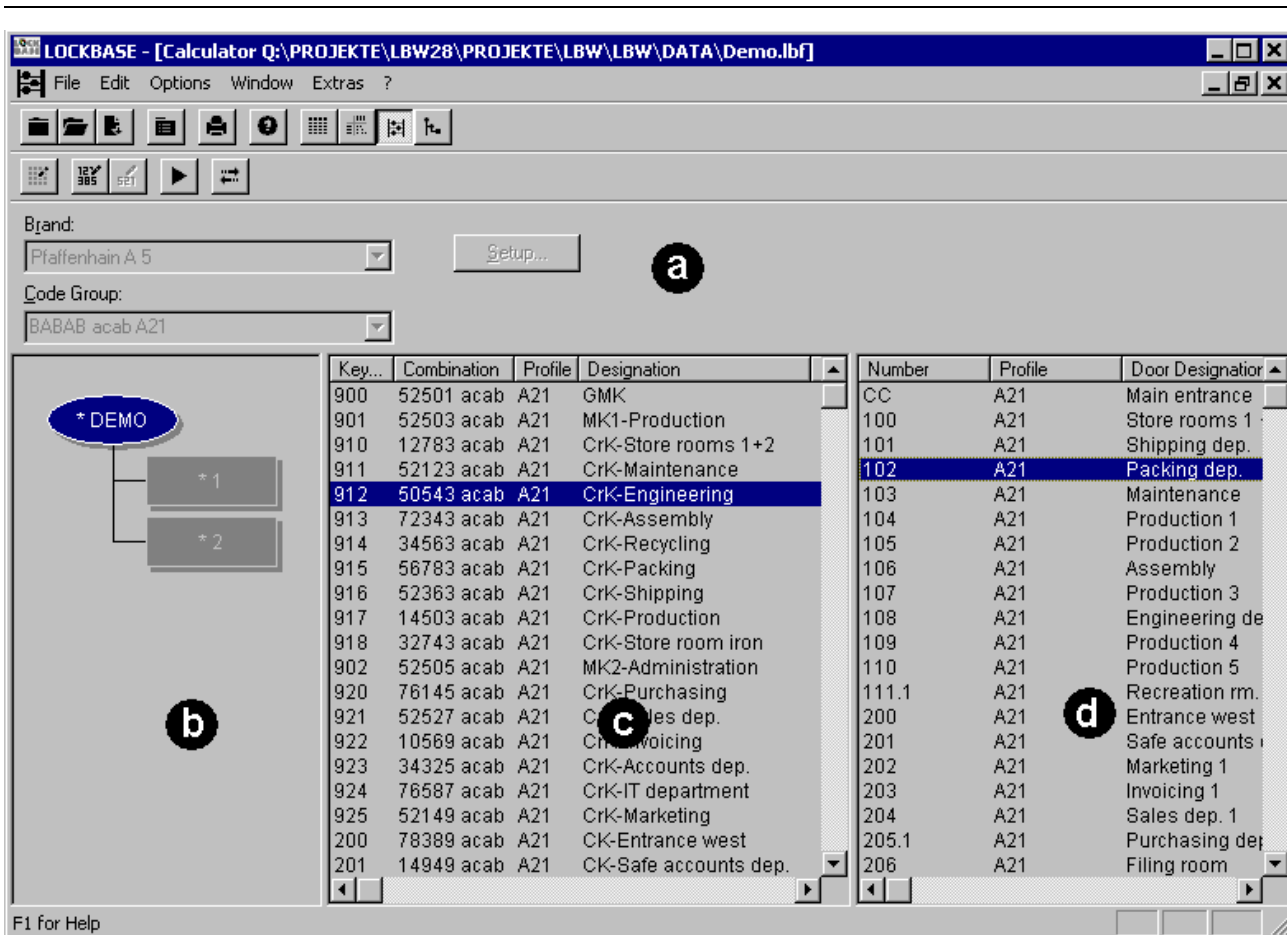 LOCKBASE - [Calculator Q:\PROJEKTE\LBW28\PROJEKTE\LBW\LBW\DATA\Demo.lbf]
File Edit Options Window Extras ?
Brand:
Pfaffenhain A 5
Setup...
a
Code Group:
BABAB acab A21
* DEMO
* 1
* 2
b
Key... Combination Profile Designation
900 52501 acab A21 GMK
901 52503 acab A21 MK1-Production
910 12783 acab A21 CrK-Store rooms 1+2
911 52123 acab A21 CrK-Maintenance
912 50543 acab A21 CrK-Engineering
913 72343 acab A21 CrK-Assembly
914 34563 acab A21 CrK-Recycling
915 56783 acab A21 CrK-Packing
916 52363 acab A21 CrK-Shipping
917 14503 acab A21 CrK-Production
918 32743 acab A21 CrK-Store room iron
902 52505 acab A21 MK2-Administration
920 76145 acab A21 CrK-Purchasing
921 52527 acab A21 les dep.
922 10569 acab A21 voicing
923 34325 acab A21 CrK-Accounts dep.
924 76587 acab A21 CrK-IT department
925 52149 acab A21 CrK-Marketing
200 78389 acab A21 CK-Entrance west
201 14949 acab A21 CK-Safe accounts dep.
c
Number Profile Door Designation
CC A21 Main entrance
100 A21 Store rooms 1
101 A21 Shipping dep.
102 A21 Packing dep.
103 A21 Maintenance
104 A21 Production 1
105 A21 Production 2
106 A21 Assembly
107 A21 Production 3
108 A21 Engineering de
109 A21 Production 4
110 A21 Production 5
111.1 A21 Recreation rm.
200 A21 Entrance west
201 A21 Safe accounts
202 A21 Marketing 1
203 A21 Invoicing 1
204 A21 Sales dep. 1
205.1 A21 Purchasing dep
206 A21 Filing room
d
F1 for Help